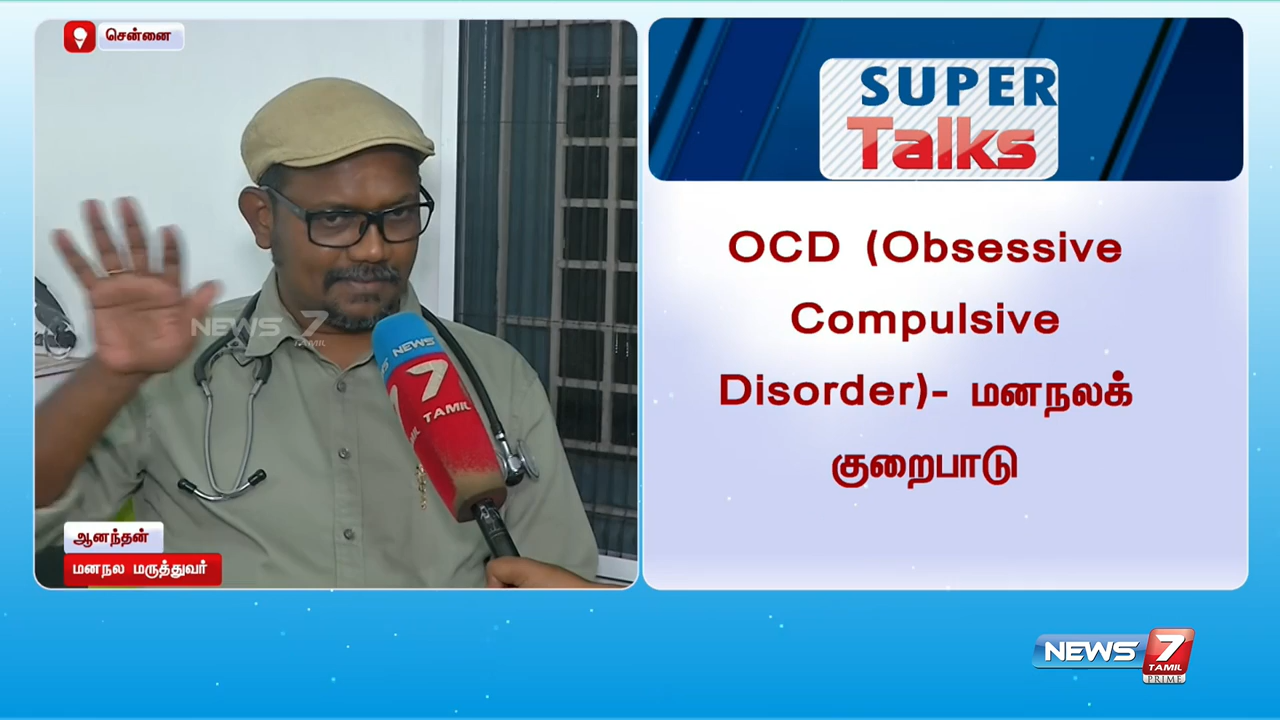 சென்னை
SUPER
Talks
OCD (Obsessive
Compulsive
Disorder)- மனநலக்
குறைபாடு
NEWS 7
TAMIL
NEWS
7
TAMIL
ஆனந்தன்
மனநல மருத்துவர்
NEWS 7
TAMIL
PRIME